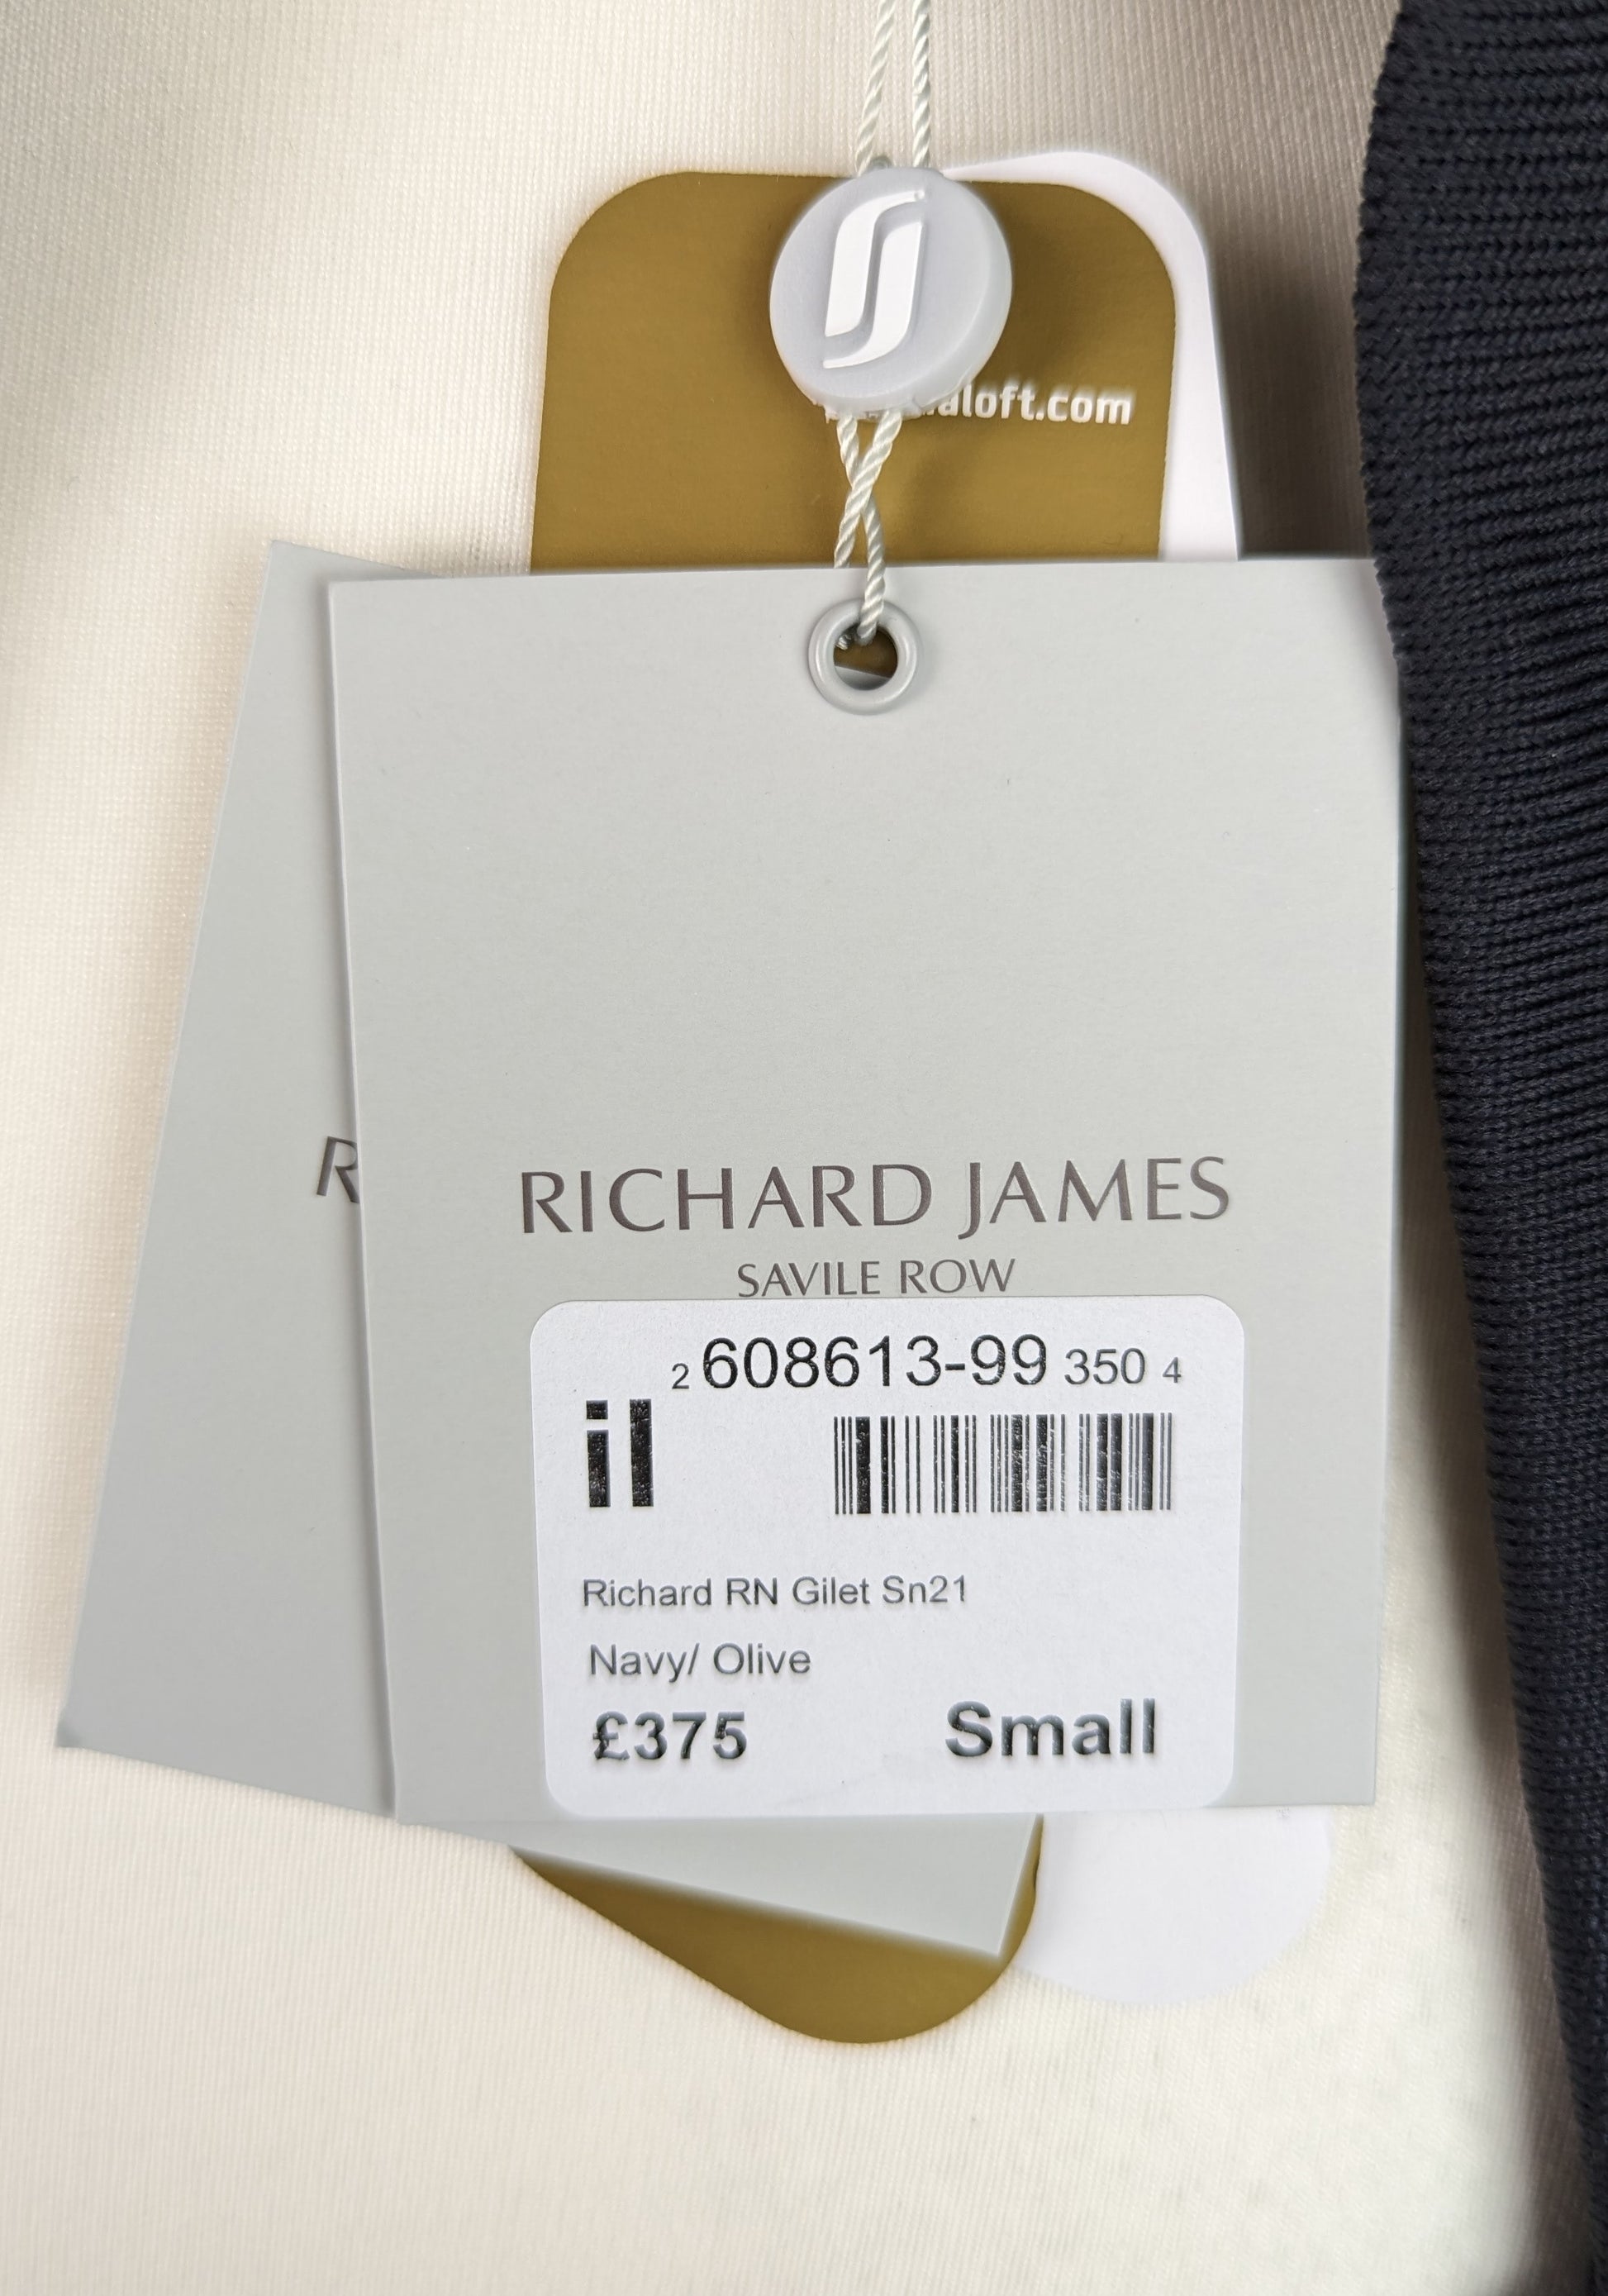 aloft.com
R
RICHARD JAMES
SAVILE ROW
2 608613-99 350 4
il
Richard RN Gilet Sn21
Navy/ Olive
£375 Small